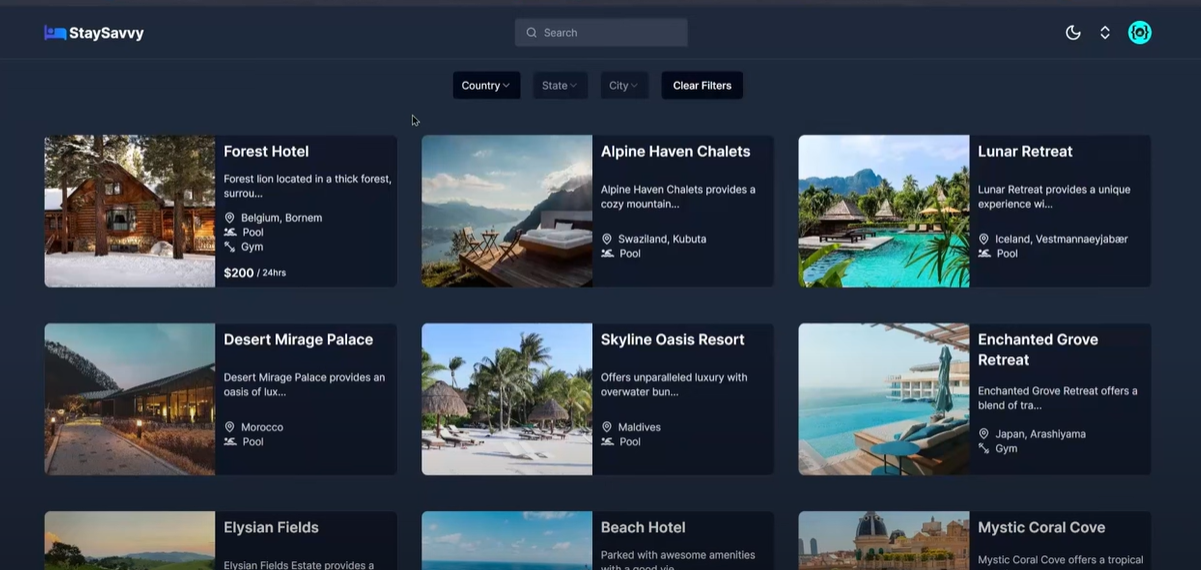 StaySavvy
Search
Country
State
City
Clear Filters
Forest Hotel
Forest lion located in a thick forest,
surrou...
Belgium, Bornem
Pool
Gym
$200 / 24hrs
Alpine Haven Chalets
Alpine Haven Chalets provides a
cozy mountain...
Swaziland, Kubuta
Pool
Lunar Retreat
Lunar Retreat provides a unique
experience wi...
Iceland, Vestmannaeyjabær
Pool
Desert Mirage Palace
Desert Mirage Palace provides an
oasis of lux...
Morocco
Pool
Skyline Oasis Resort
Offers unparalleled luxury with
overwater bun...
Maldives
Pool
Enchanted Grove
Retreat
Enchanted Grove Retreat offers a
blend of tra...
Japan, Arashiyama
Gym
Elysian Fields
Elysian Fields Estate provides a
Beach Hotel
Parked with awesome amenities
with a good vie
Mystic Coral Cove
Mystic Coral Cove offers a tropical